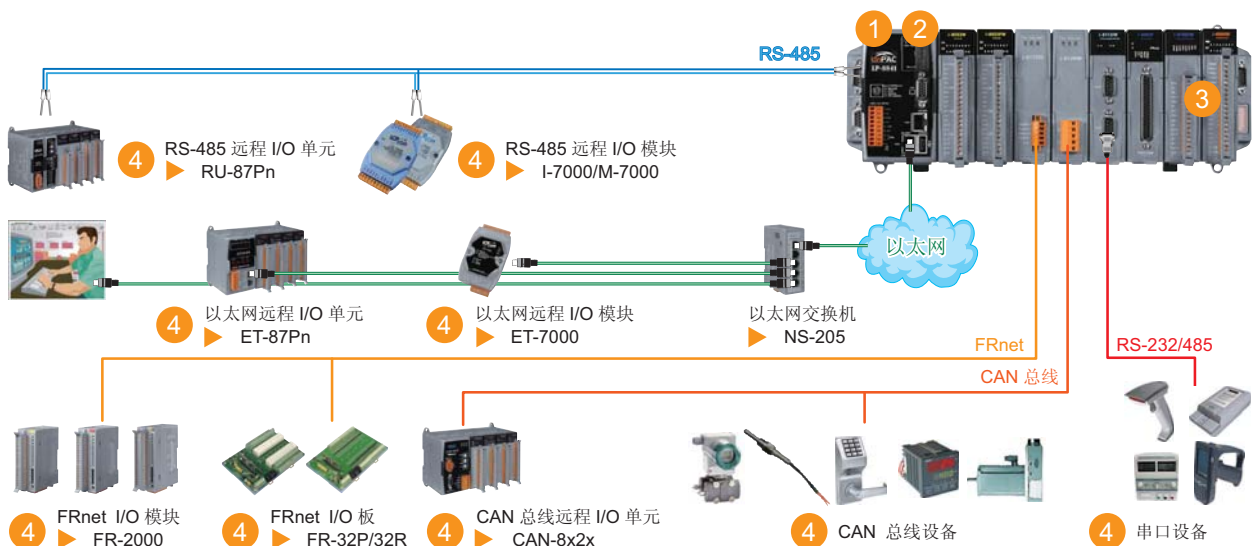 1 2
RS-485
LP-8841
3
4 RS-485 远程 I/O 单元
RU-87Pn
4 RS-485 远程 I/O 模块
I-7000/M-7000
以太网
4 以太网远程 I/O 单元
ET-87Pn
4 以太网远程 I/O 模块
ET-7000
以太网交换机
NS-205
FRnet
RS-232/485
CAN 总线
4 FRnet I/O 模块
FR-2000
4 FRnet I/O 板
FR-32P/32R
4 CAN 总线远程 I/O 单元
CAN-8x2x
4 CAN 总线设备
4 串口设备